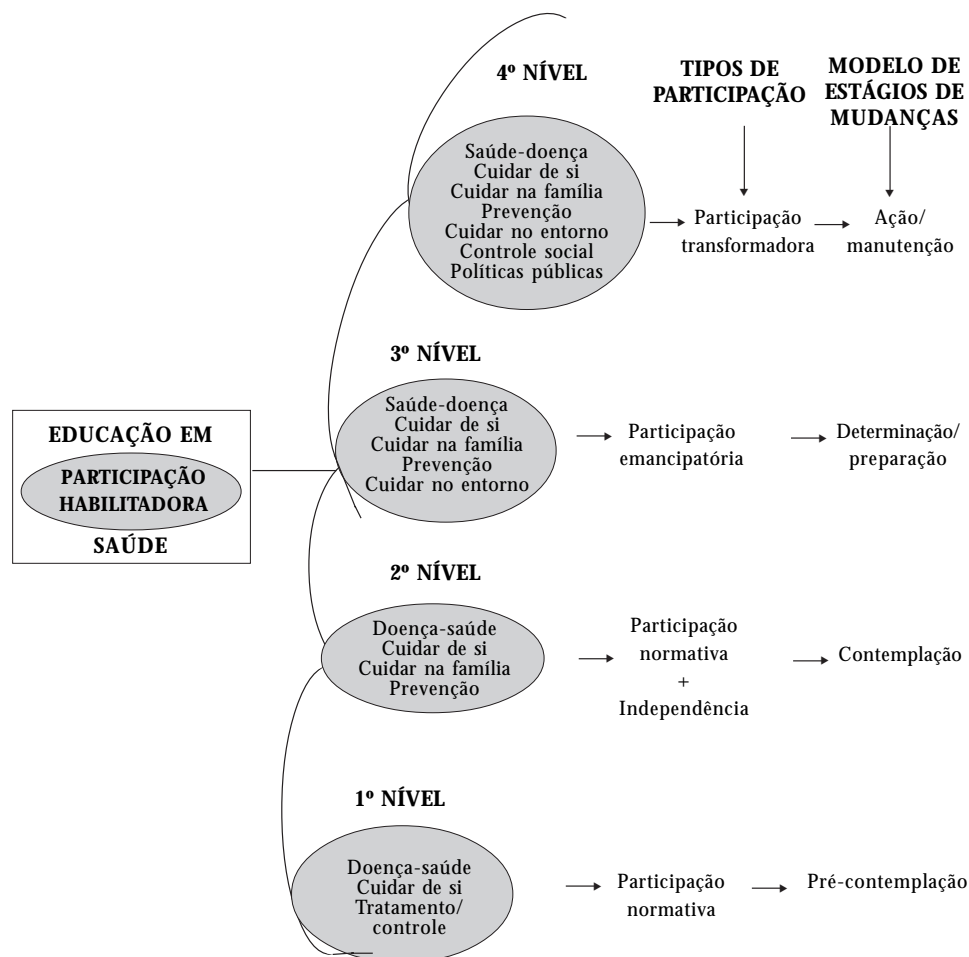 4º NÍVEL
TIPOS DE
PARTICIPAÇÃO
MODELO DE
ESTÁGIOS DE
MUDANÇAS
Saúde-doença
Cuidar de si
Cuidar na família
Prevenção
Cuidar no entorno
Controle social
Políticas públicas
Participação
transformadora
Ação/
manutenção
3º NÍVEL
Saúde-doença
Cuidar de si
Cuidar na família
Prevenção
Cuidar no entorno
Participação
emancipatória
Determinação/
preparação
EDUCAÇÃO EM
PARTICIPAÇÃO
HABILITADORA
SAÚDE
2º NÍVEL
Doença-saúde
Cuidar de si
Cuidar na família
Prevenção
Participação
normativa
+
Independência
Contemplação
1º NÍVEL
Doença-saúde
Cuidar de si
Tratamento/
controle
Participação
normativa
Pré-contemplação